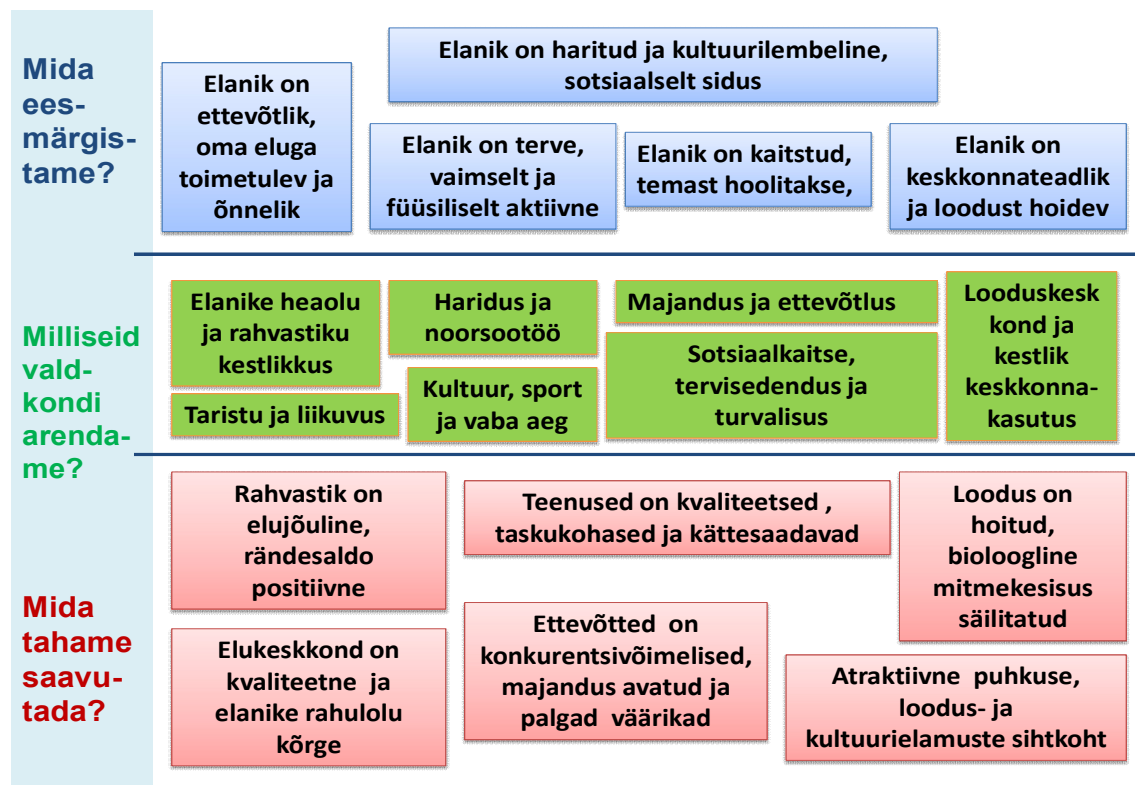 Mida
ees-
märgis-
tame?
Elanik on
ettevõtlik,
oma eluga
toimetulev ja
õnnelik
Elanik on haritud ja kultuurilembeline,
sotsiaalselt sidus
Elanik on terve,
vaimselt ja
füüsiliselt aktiivne
Elanik on kaitstud,
temast hoolitakse,
Elanik on
keskkonnateadlik
ja loodust hoidev
Milliseid
vald-
kondi
arenda-
me?
Elanike heaolu
ja rahvastiku
kestlikkus
Taristu ja liikuvus
Haridus ja
noorsootöö
Kultuur, sport
ja vaba aeg
Majandus ja ettevõtlus
Sotsiaalkaitse,
tervisedendus ja
turvalisus
Looduskesk
kond ja
kestlik
keskkonna-
kasutus
Mida
tahame
saavu-
tada?
Rahvastik on
elujõuline,
rändesaldo
positiivne
Elukeskkond on
kvaliteetne ja
elanike rahulolu
kõrge
Teenused on kvaliteetsed ,
taskukohased ja kättesaadavad
Ettevõtted on
konkurentsivõimelised,
majandus avatud ja
palgad väärikad
Loodus on
hoitud,
bioloogline
mitmekesisus
säilitatud
Atraktiivne puhkuse,
loodus- ja
kultuurielamuste sihtkoht